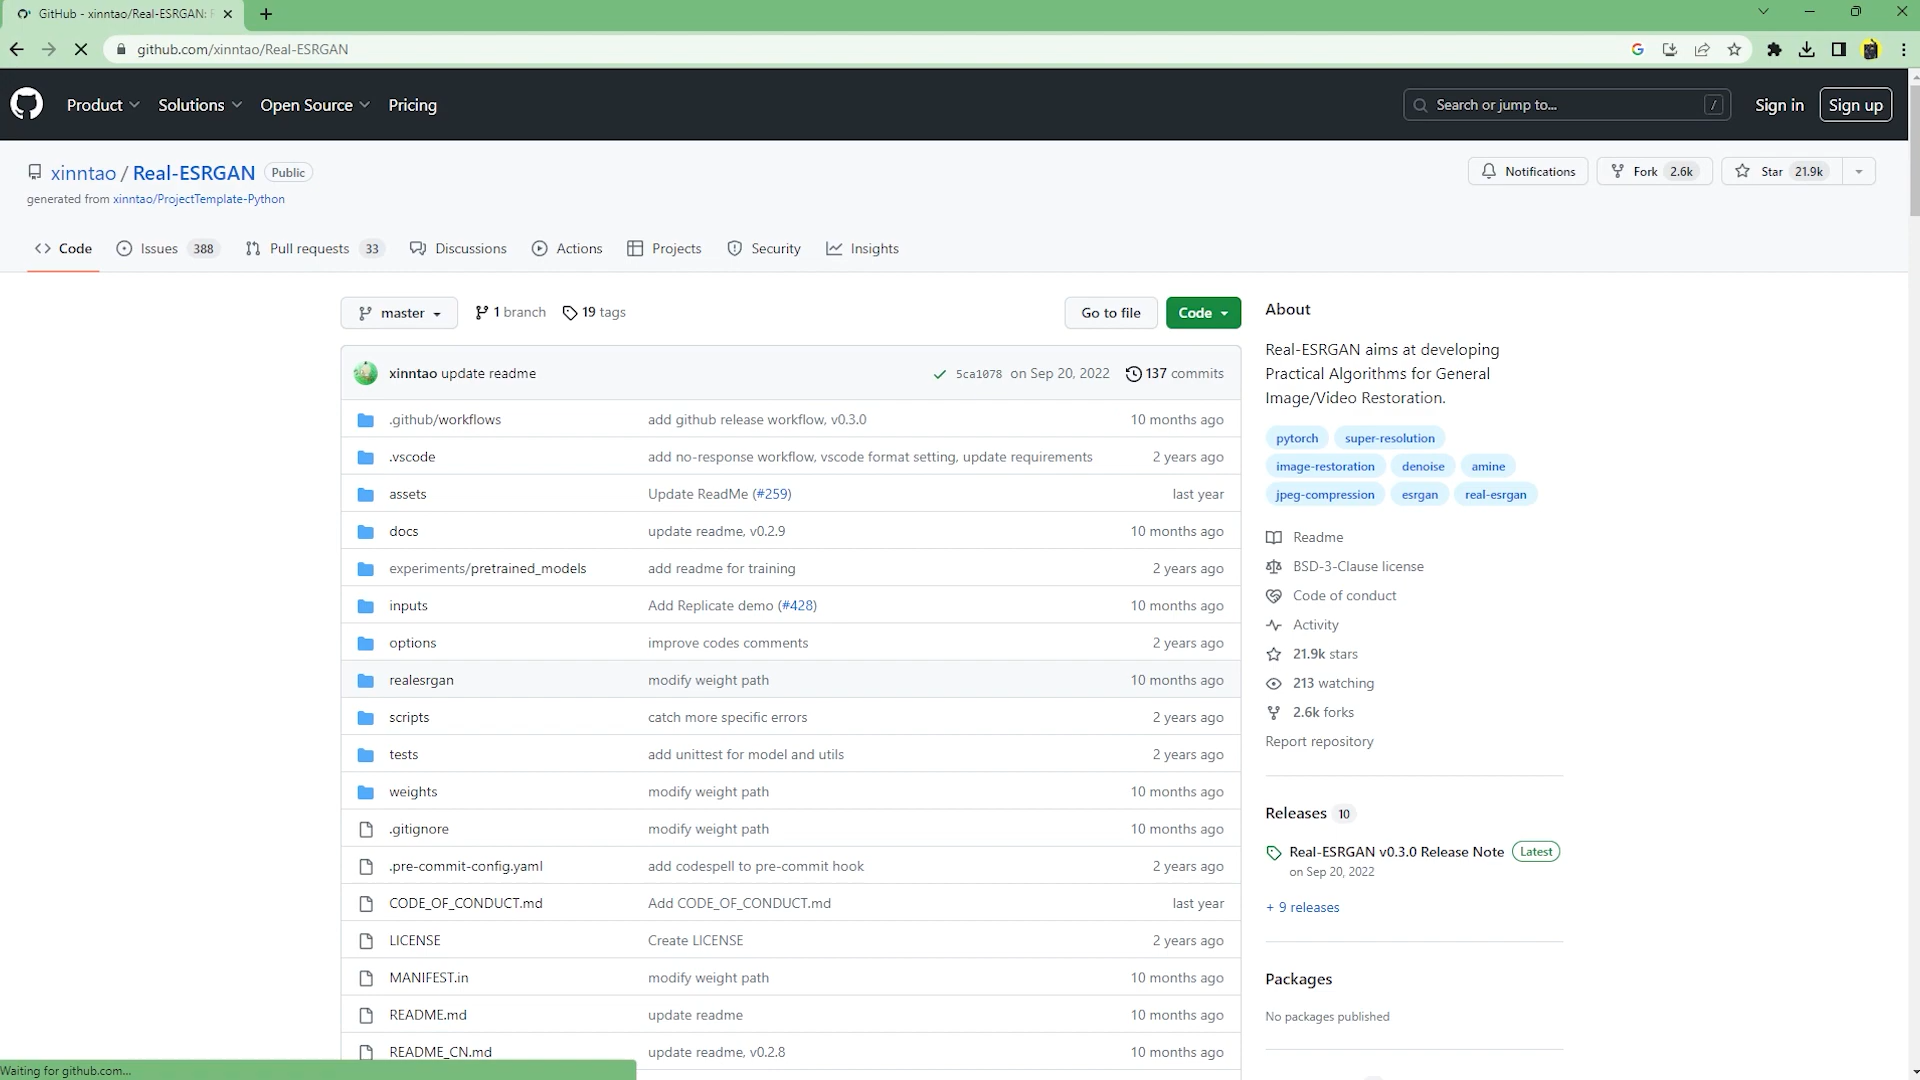 GitHub - xinntao/Real-ESRGAN:
github.com/xinntao/Real-ESRGAN
Product Solutions Open Source Pricing Search or jump to... / Sign in Sign up
xinntao / Real-ESRGAN Public Notifications Fork 2.6k Star 21.9k
generated from xinntao/ProjectTemplate-Python
Code Issues 388 Pull requests 33 Discussions Actions Projects Security Insights
master 1 branch 19 tags Go to file Code
xinntao update readme 5ca1078 on Sep 20, 2022 137 commits
.github/workflows add github release workflow, v0.3.0 10 months ago
.vscode add no-response workflow, vscode format setting, update requirements 2 years ago
assets Update ReadMe (#259) last year
docs update readme, v0.2.9 10 months ago
experiments/pretrained_models add readme for training 2 years ago
inputs Add Replicate demo (#428) 10 months ago
options improve codes comments 2 years ago
realesrgan modify weight path 10 months ago
scripts catch more specific errors 2 years ago
tests add unittest for model and utils 2 years ago
weights modify weight path 10 months ago
.gitignore modify weight path 10 months ago
.pre-commit-config.yaml add codespell to pre-commit hook 2 years ago
CODE_OF_CONDUCT.md Add CODE_OF_CONDUCT.md last year
LICENSE Create LICENSE 2 years ago
MANIFEST.in modify weight path 10 months ago
README.md update readme 10 months ago
README_CN.md update readme, v0.2.8 10 months ago
About
Real-ESRGAN aims at developing
Practical Algorithms for General
Image/Video Restoration.
pytorch super-resolution
image-restoration denoise amine
jpeg-compression esrgan real-esrgan
Readme
BSD-3-Clause license
Code of conduct
Activity
21.9k stars
213 watching
2.6k forks
Report repository
Releases 10
Real-ESRGAN v0.3.0 Release Note Latest
on Sep 20, 2022
+ 9 releases
Packages
No packages published
Waiting for github.com...